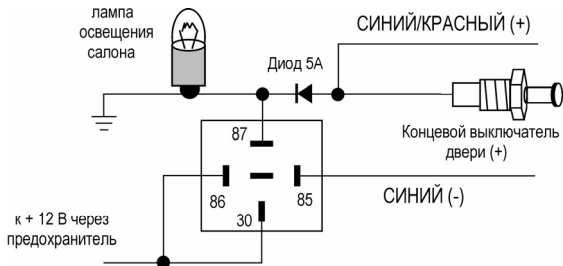 лампа
освещения
салона
СИНИЙ/КРАСНЫЙ (+)
Диод 5А
Концевой выключатель
двери (+)
87
86
85
30
СИНИЙ (-)
к + 12 В через
предохранитель